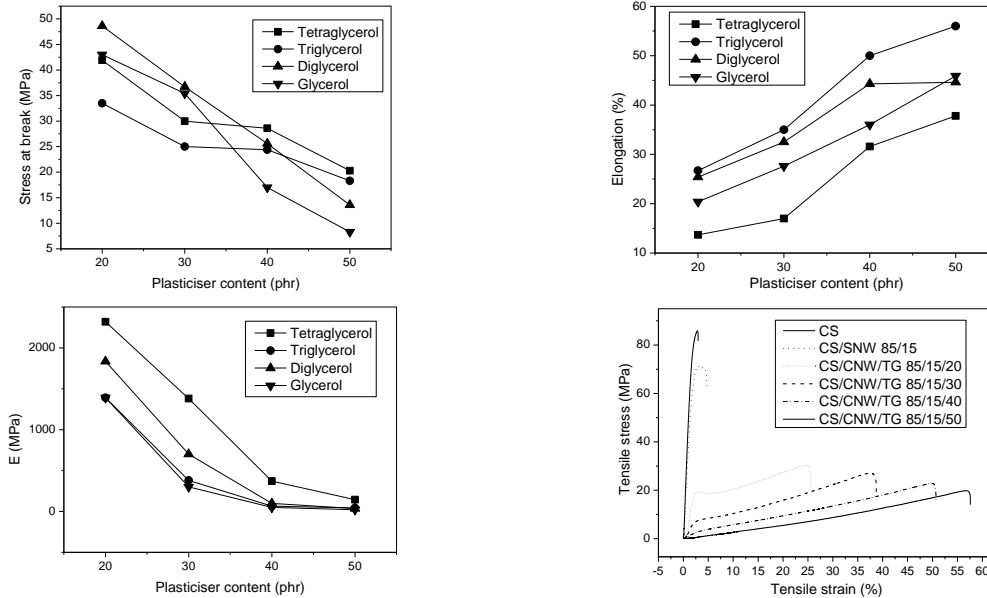 50
45
40
35
30
25
20
15
10
5
Stress at break (MPa)
Tetraglycerol
Triglycerol
Diglycerol
Glycerol
20 30 40 50
Plasticiser content (phr)
60
50
40
30
20
10
Elongation (%)
Tetraglycerol
Triglycerol
Diglycerol
Glycerol
20 30 40 50
Plasticiser content (phr)
2000
1000
0
E (MPa)
Tetraglycerol
Triglycerol
Diglycerol
Glycerol
20 30 40 50
Plasticiser content (phr)
80
60
40
20
0
Tensile stress (MPa)
CS
CS/SNW 85/15
CS/CNW/TG 85/15/20
CS/CNW/TG 85/15/30
CS/CNW/TG 85/15/40
CS/CNW/TG 85/15/50
-5 0 5 10 15 20 25 30 35 40 45 50 55 60
Tensile strain (%)